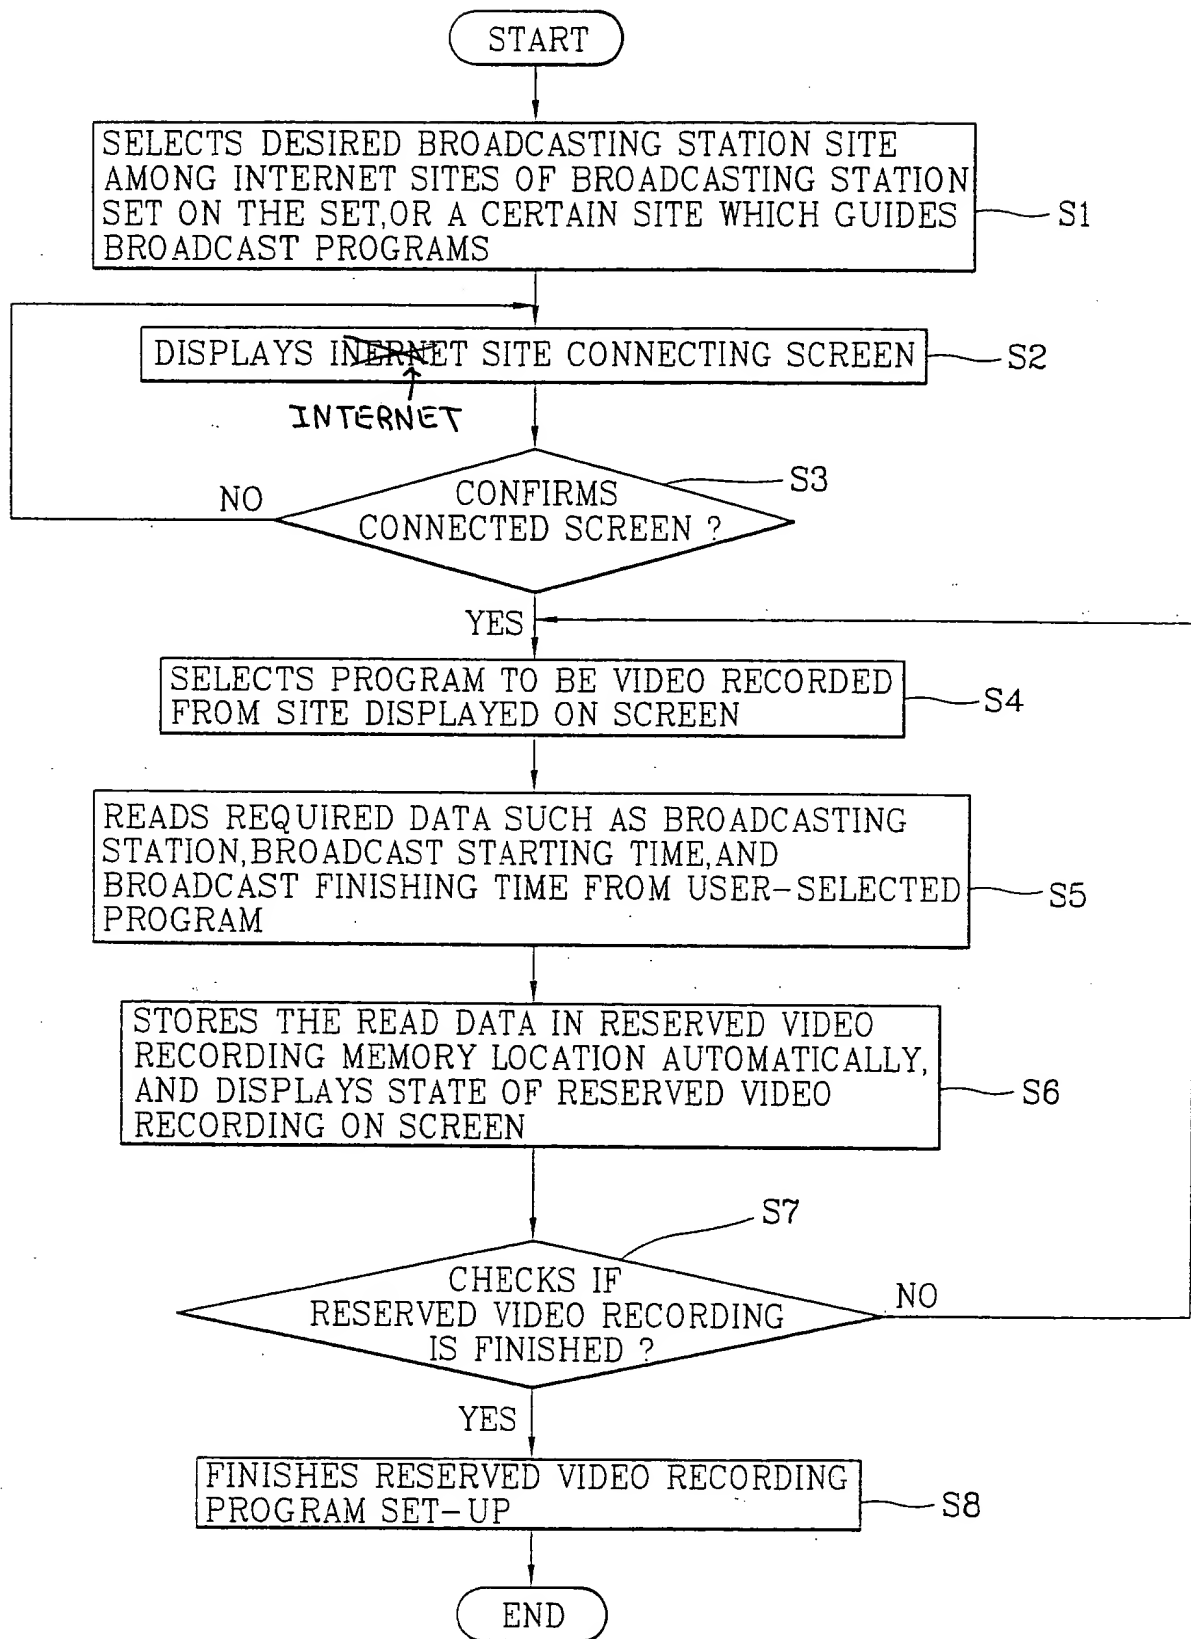 START
SELECTS DESIRED BROADCASTING STATION SITE
AMONG INTERNET SITES OF BROADCASTING STATION
SET ON THE SET,OR A CERTAIN SITE WHICH GUIDES
BROADCAST PROGRAMS
S1
DISPLAYS INERNET SITE CONNECTING SCREEN
S2
INTERNET
CONFIRMS
CONNECTED SCREEN ?
S3
NO
YES
SELECTS PROGRAM TO BE VIDEO RECORDED
FROM SITE DISPLAYED ON SCREEN
S4
READS REQUIRED DATA SUCH AS BROADCASTING
STATION,BROADCAST STARTING TIME,AND
BROADCAST FINISHING TIME FROM USER-SELECTED
PROGRAM
S5
STORES THE READ DATA IN RESERVED VIDEO
RECORDING MEMORY LOCATION AUTOMATICALLY,
AND DISPLAYS STATE OF RESERVED VIDEO
RECORDING ON SCREEN
S6
S7
CHECKS IF
RESERVED VIDEO RECORDING
IS FINISHED ?
NO
YES
FINISHES RESERVED VIDEO RECORDING
PROGRAM SET-UP
S8
END